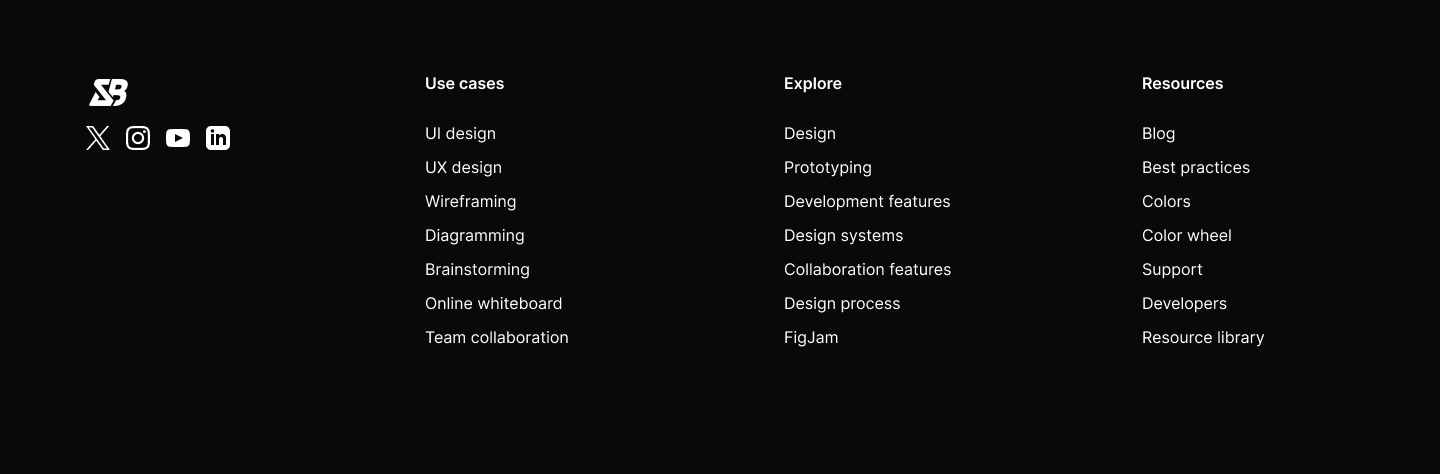 SB
Use cases
UI design
UX design
Wireframing
Diagramming
Brainstorming
Online whiteboard
Team collaboration
Explore
Design
Prototyping
Development features
Design systems
Collaboration features
Design process
FigJam
Resources
Blog
Best practices
Colors
Color wheel
Support
Developers
Resource library